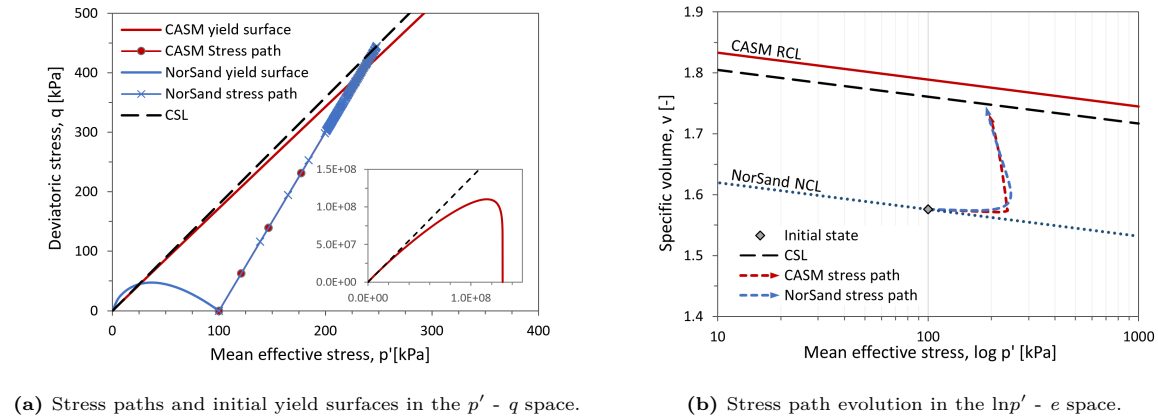 500
400
300
200
100
0
Deviatoric stress, q [kPa]
CASM yield surface
CASM Stress path
NorSand yield surface
NorSand stress path
CSL
1.5E+08
1.0E+08
5.0E+07
0.0E+00
0.0E+00 1.0E+08
0 100 200 300 400
Mean effective stress, p'[kPa]
(a) Stress paths and initial yield surfaces in the p′ - q space.
1.9
1.8
1.7
1.6
1.5
1.4
Specific volume, v [-]
CASM RCL
NorSand NCL
Initial state
CSL
CASM stress path
NorSand stress path
10 100 1000
Mean effective stress, log p' [kPa]
(b) Stress path evolution in the lnp′ - e space.